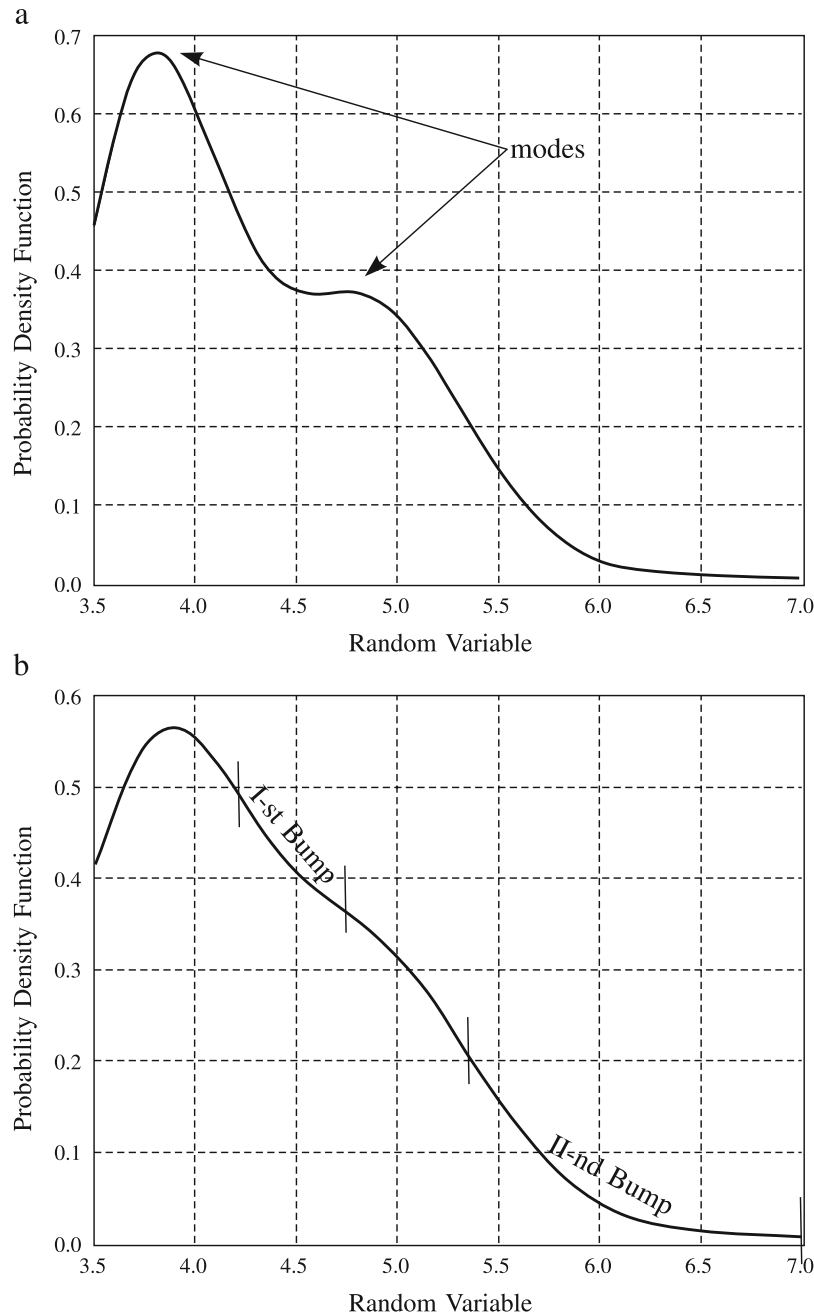 a
0.7
0.6
0.5
0.4
0.3
0.2
0.1
0.0
Probability Density Function
modes
3.5 4.0 4.5 5.0 5.5 6.0 6.5 7.0
Random Variable
b
0.6
0.5
0.4
0.3
0.2
0.1
0.0
Probability Density Function
I-st Bump
II-nd Bump
3.5 4.0 4.5 5.0 5.5 6.0 6.5 7.0
Random Variable